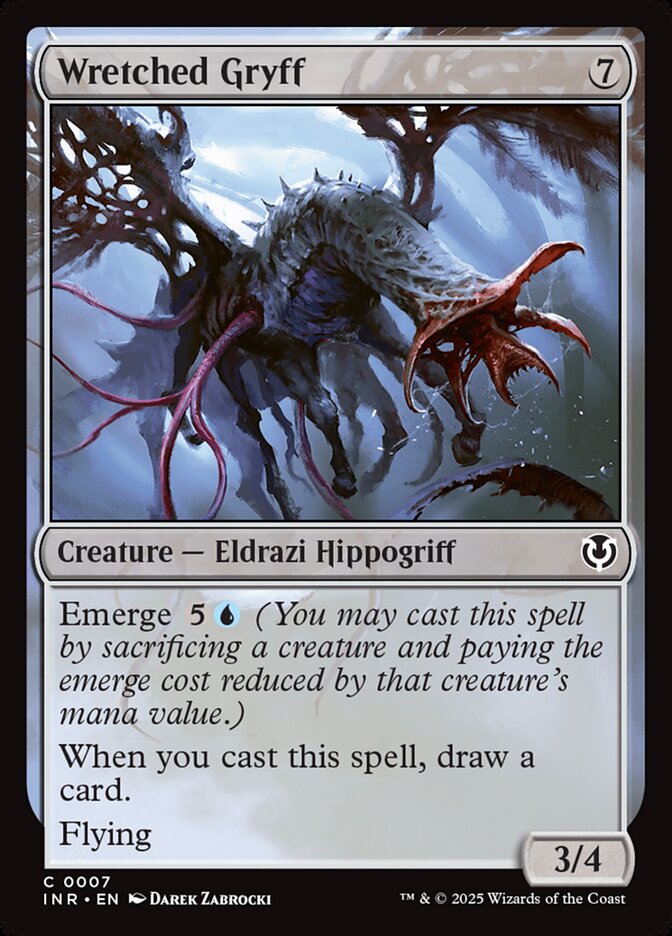 Wretched Gryff 7
Creature — Eldrazi Hippogriff
Emerge 5 (You may cast this spell
by sacrificing a creature and paying the
emerge cost reduced by that creature's
mana value.)
When you cast this spell, draw a
card.
Flying
3/4
C 0007
INR • EN Darek Zabrocki
™ & © 2025 Wizards of the Coast